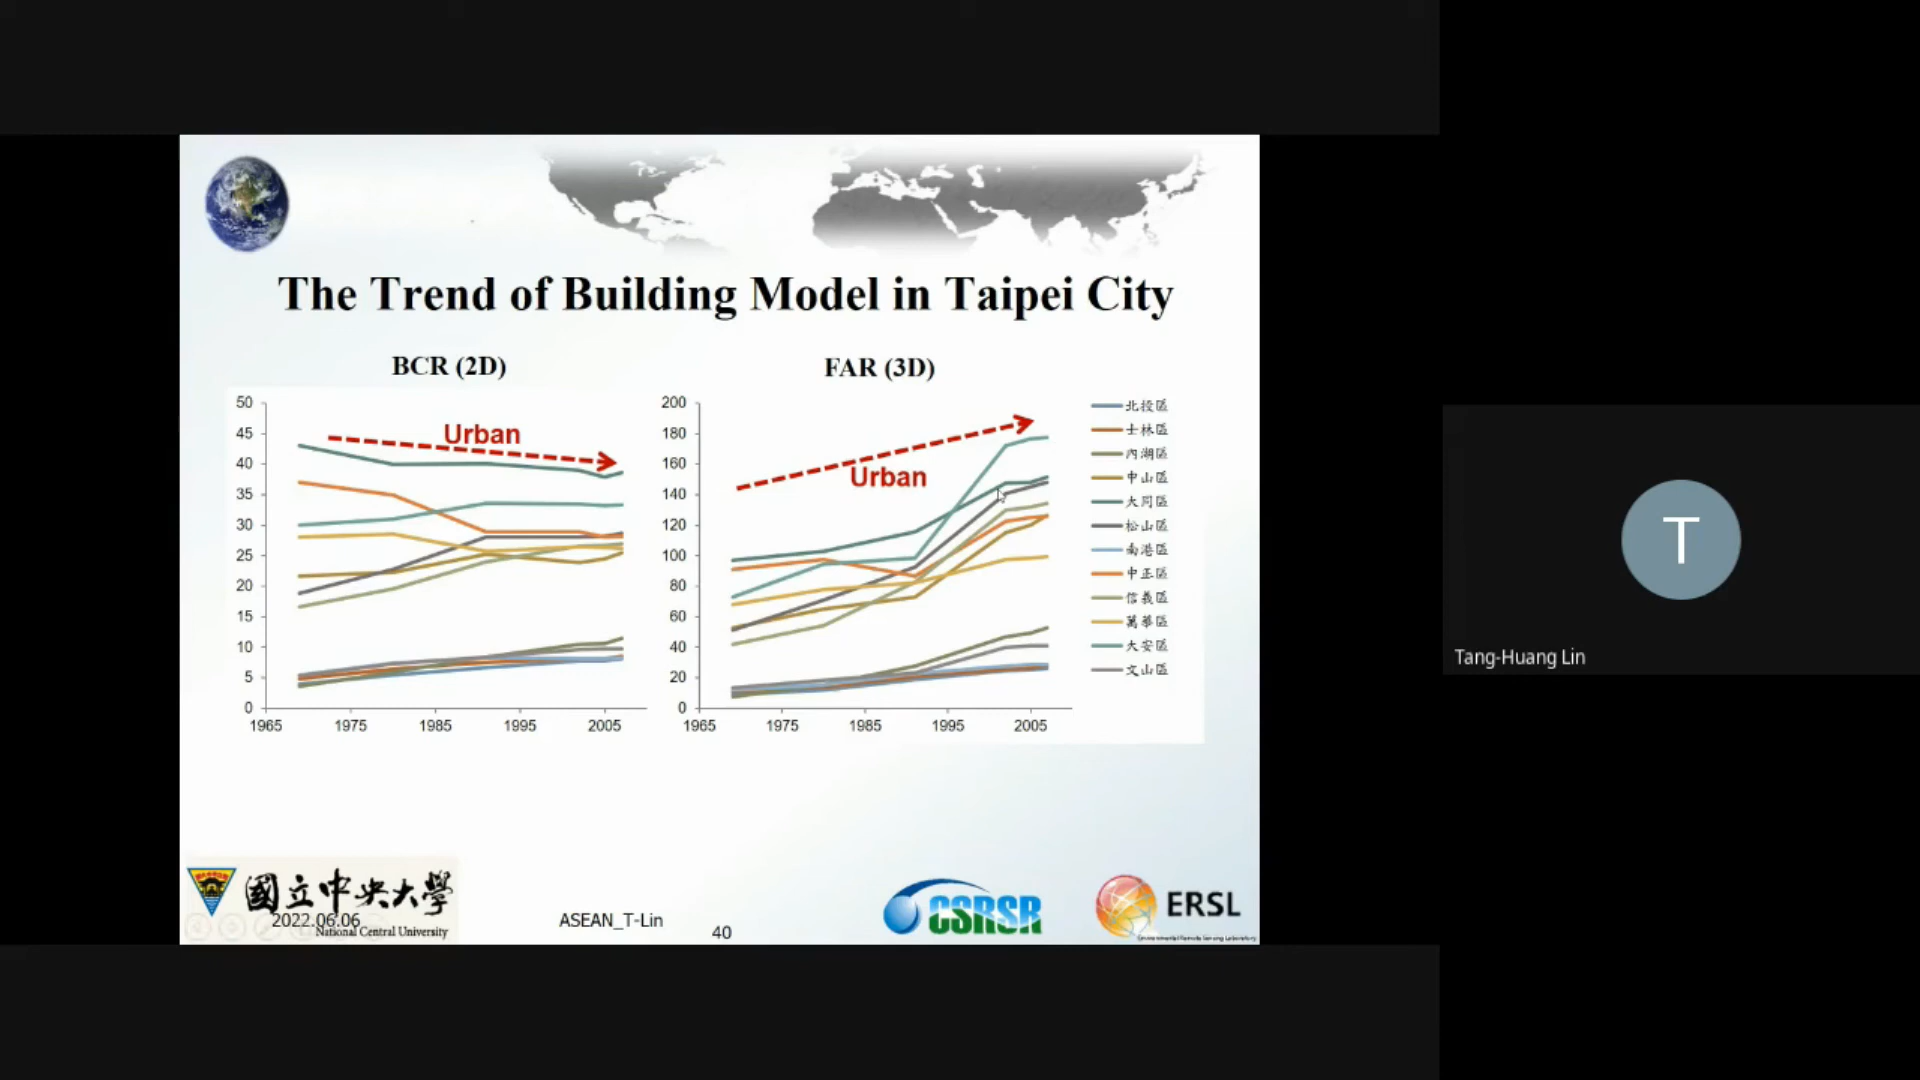 The Trend of Building Model in Taipei City
BCR (2D)
FAR (3D)
50
45
40
35
30
25
20
15
10
5
0
1965 1975 1985 1995 2005
Urban
200
180
160
140
120
100
80
60
40
20
0
1965 1975 1985 1995 2005
Urban
北投區
士林區
內湖區
中山區
大同區
松山區
南港區
中正區
信義區
萬華區
大安區
文山區
國立中央大學
National Central University
2022.06.06
ASEAN_T-Lin
40
CSRSR
ERSL
Environmental Remote Sensing Laboratory
T
Tang-Huang Lin